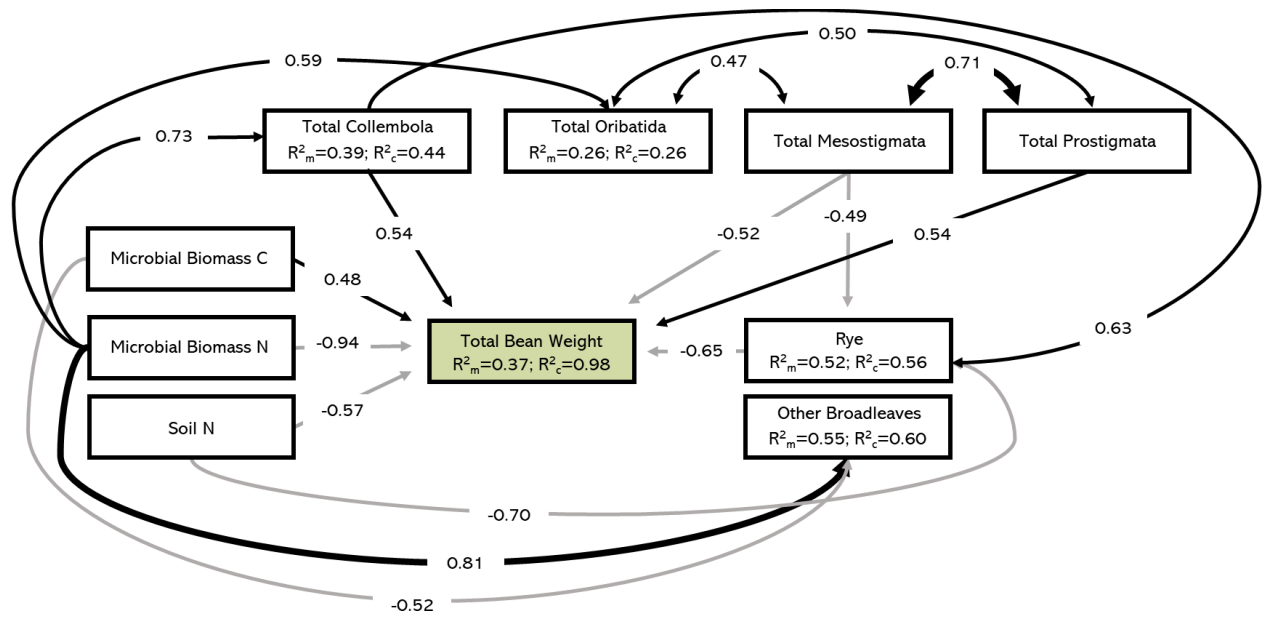 0.50
0.59
0.47
0.71
0.73
Total Collembola
R²m=0.39; R²c=0.44
Total Oribatida
R²m=0.26; R²c=0.26
Total Mesostigmata
Total Prostigmata
-0.49
0.54
-0.52
0.54
Microbial Biomass C
0.48
0.63
Microbial Biomass N
-0.94
Total Bean Weight
R²m=0.37; R²c=0.98
-0.65
Rye
R²m=0.52; R²c=0.56
-0.57
Soil N
Other Broadleaves
R²m=0.55; R²c=0.60
-0.70
0.81
-0.52